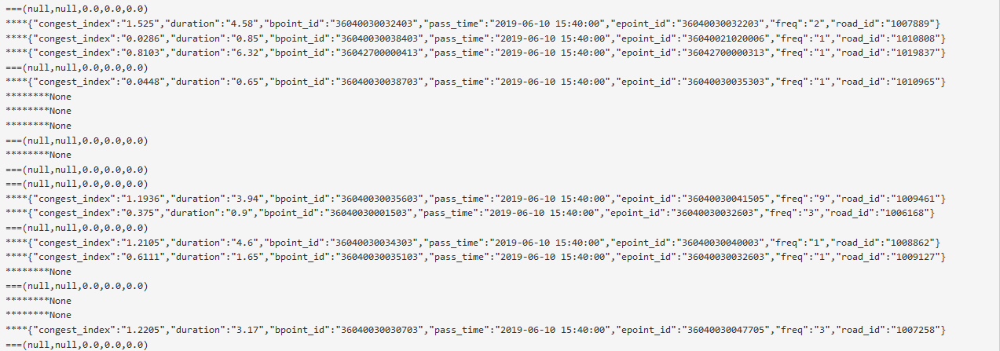 ===(null,null,0.0,0.0,0.0)
****{"congest_index":"1.525","duration":"4.58","bpoint_id":"36040030032403","pass_time":"2019-06-10 15:40:00","epoint_id":"36040030032203","freq":"2","road_id":"1007889"}
****{"congest_index":"0.0286","duration":"0.85","bpoint_id":"36040030038403","pass_time":"2019-06-10 15:40:00","epoint_id":"36040021020006","freq":"1","road_id":"1010808"}
****{"congest_index":"0.8103","duration":"6.32","bpoint_id":"36042700000413","pass_time":"2019-06-10 15:40:00","epoint_id":"36042700000313","freq":"1","road_id":"1019837"}
===(null,null,0.0,0.0,0.0)
****{"congest_index":"0.0448","duration":"0.65","bpoint_id":"36040030038703","pass_time":"2019-06-10 15:40:00","epoint_id":"36040030035303","freq":"1","road_id":"1010965"}
********None
********None
********None
===(null,null,0.0,0.0,0.0)
********None
===(null,null,0.0,0.0,0.0)
===(null,null,0.0,0.0,0.0)
****{"congest_index":"1.1936","duration":"3.94","bpoint_id":"36040030035603","pass_time":"2019-06-10 15:40:00","epoint_id":"36040030041505","freq":"9","road_id":"1009461"}
****{"congest_index":"0.375","duration":"0.9","bpoint_id":"36040030001503","pass_time":"2019-06-10 15:40:00","epoint_id":"36040030032603","freq":"3","road_id":"1006168"}
===(null,null,0.0,0.0,0.0)
****{"congest_index":"1.2105","duration":"4.6","bpoint_id":"36040030034303","pass_time":"2019-06-10 15:40:00","epoint_id":"36040030040003","freq":"1","road_id":"1008862"}
****{"congest_index":"0.6111","duration":"1.65","bpoint_id":"36040030035103","pass_time":"2019-06-10 15:40:00","epoint_id":"36040030032603","freq":"1","road_id":"1009127"}
********None
===(null,null,0.0,0.0,0.0)
********None
********None
****{"congest_index":"1.2205","duration":"3.17","bpoint_id":"36040030030703","pass_time":"2019-06-10 15:40:00","epoint_id":"36040030047705","freq":"3","road_id":"1007258"}
===(null,null,0.0,0.0,0.0)